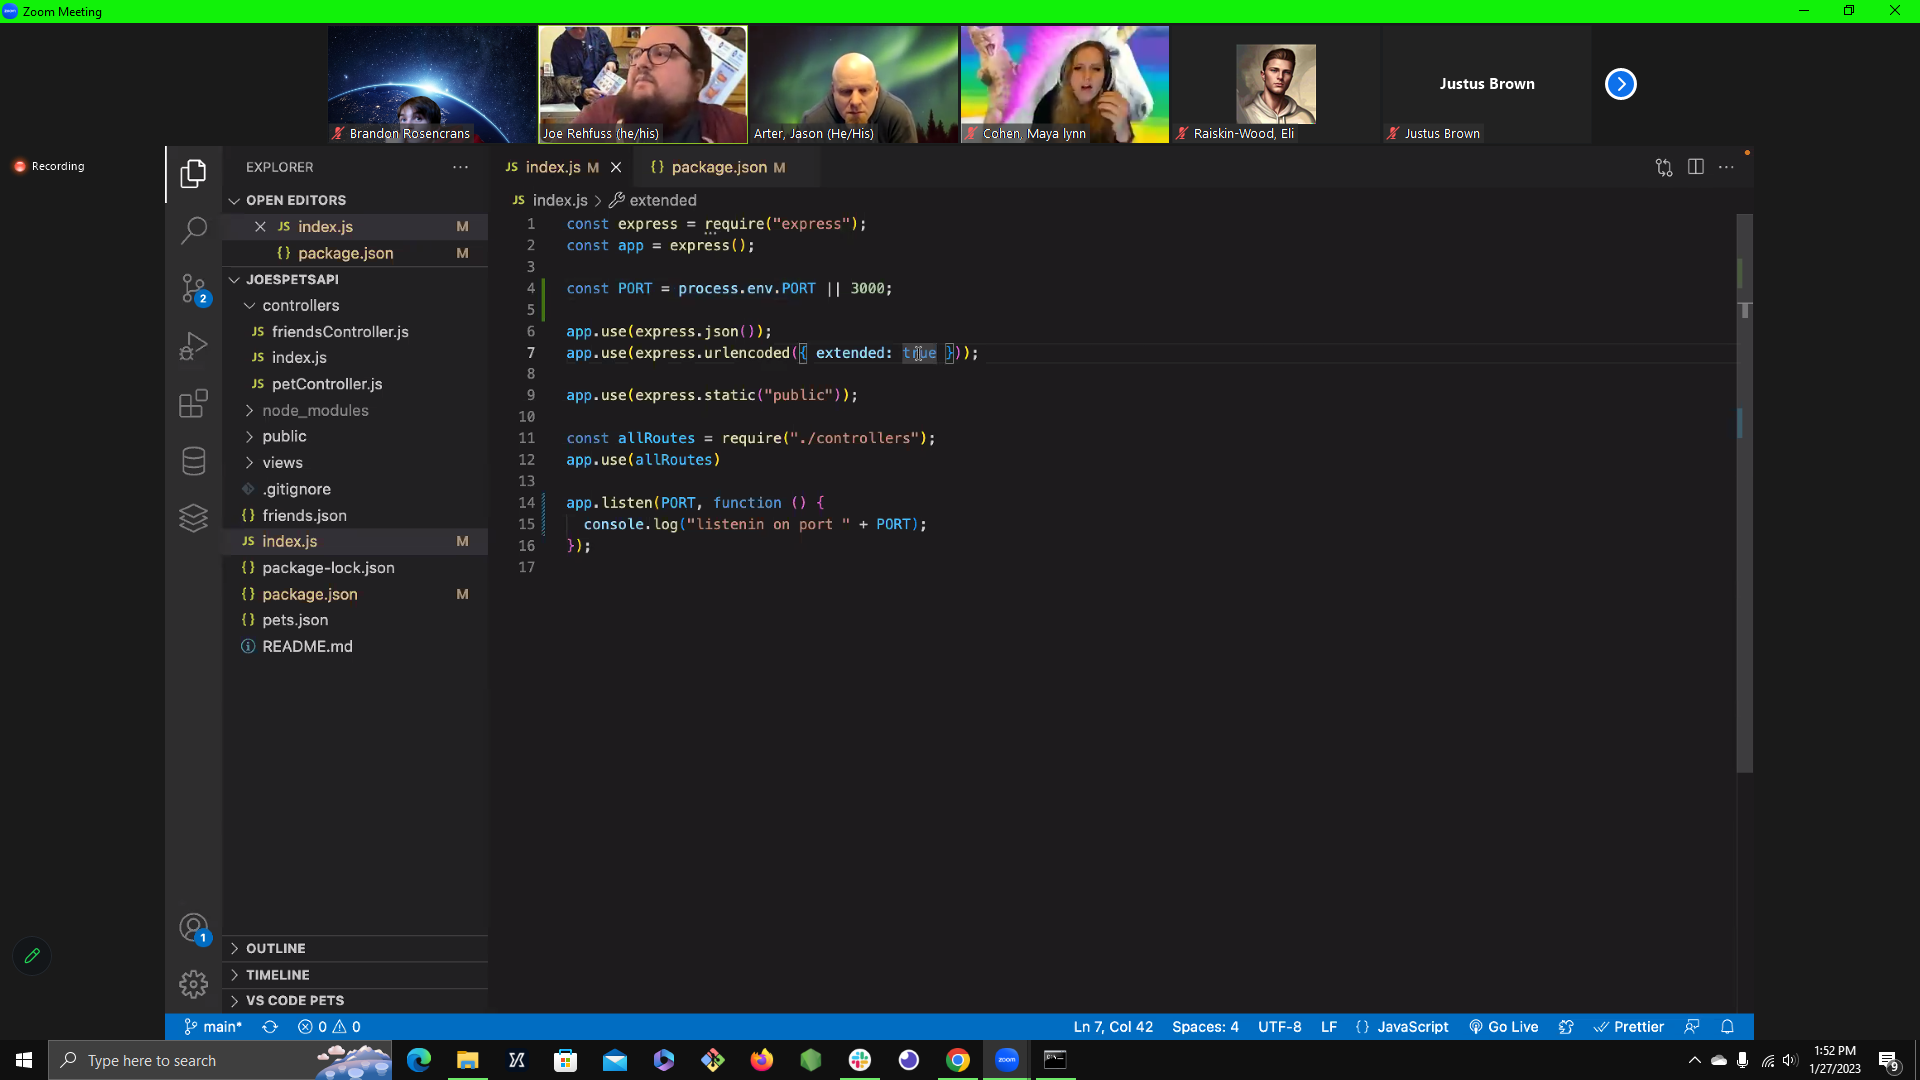 Zoom Meeting
Brandon Rosencrans
Joe Rehfuss (he/his)
Arter, Jason (He/His)
Cohen, Maya lynn
Raiskin-Wood, Eli
Justus Brown
Justus Brown
Recording
EXPLORER
OPEN EDITORS
JS index.js M
{} package.json M
JOESPETSAPI
controllers
JS friendsController.js
JS index.js
JS petController.js
node_modules
public
views
.gitignore
{} friends.json
JS index.js M
{} package-lock.json
{} package.json M
{} pets.json
README.md
OUTLINE
TIMELINE
VS CODE PETS
2
1
JS index.js M
{} package.json M
JS index.js > extended
1 const express = require("express");
2 const app = express();
3
4 const PORT = process.env.PORT || 3000;
5
6 app.use(express.json());
7 app.use(express.urlencoded({ extended: true }));
8
9 app.use(express.static("public"));
10
11 const allRoutes = require("./controllers");
12 app.use(allRoutes)
13
14 app.listen(PORT, function () {
15 console.log("listenin on port " + PORT);
16 });
17
main* 0 0 Ln 7, Col 42 Spaces: 4 UTF-8 LF {} JavaScript Go Live Prettier
Type here to search
zoom
1:52 PM
1/27/2023
9